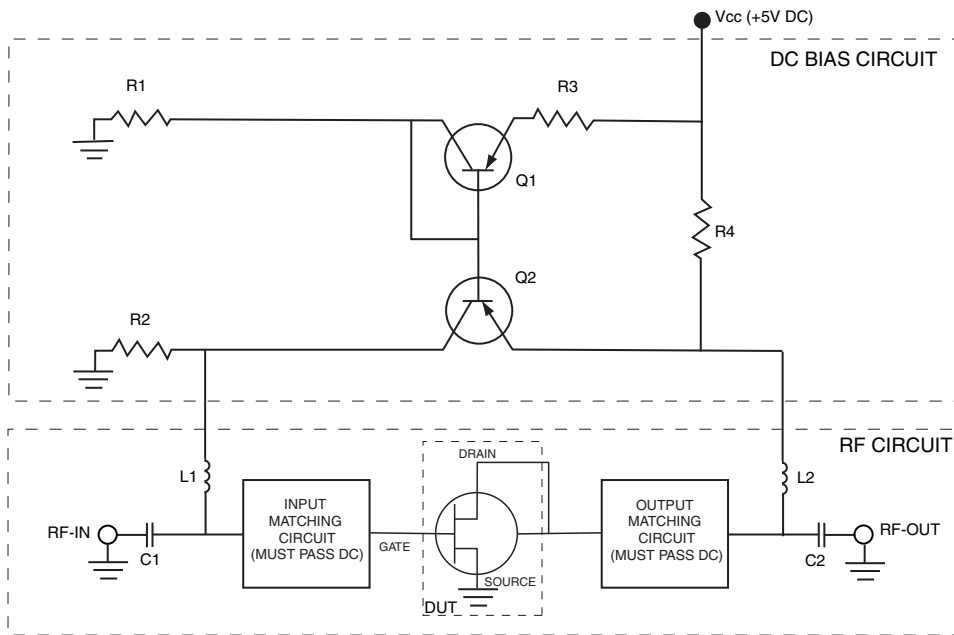 Vcc (+5V DC)
DC BIAS CIRCUIT
R1
R3
Q1
R4
Q2
R2
RF CIRCUIT
DRAIN
L1
L2
INPUT
MATCHING
CIRCUIT
(MUST PASS DC)
OUTPUT
MATCHING
CIRCUIT
(MUST PASS DC)
RF-IN
C1
GATE
SOURCE
DUT
C2
RF-OUT